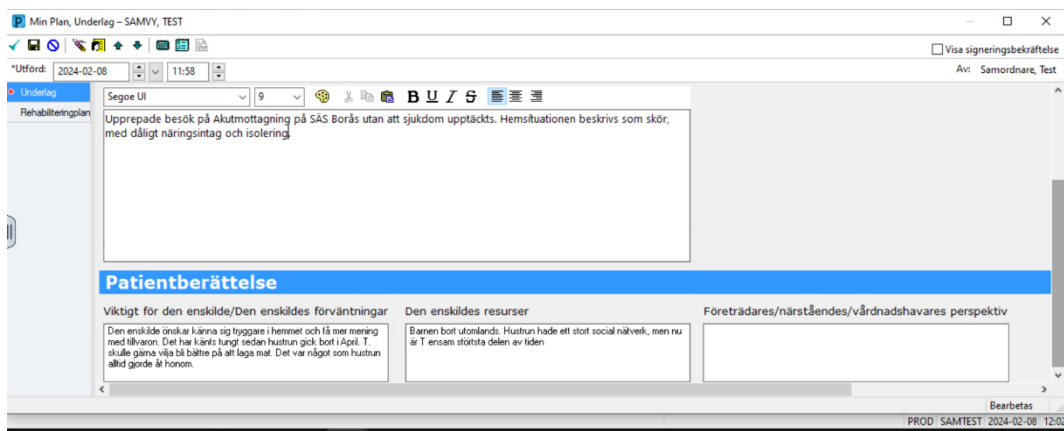 Min Plan, Underlag – SAMVY, TEST
Visa signeringsbekräftelse
*Utförd: 2024-02-08 11:58 Av: Samordnare, Test
Underlag
Rehabiliteringplan
Segoe UI 9 B U I S
Upprepade besök på Akutmottagning på SÄS Borås utan att sjukdom upptäckts. Hemsituationen beskrivs som skör,
med dåligt näringsintag och isolering.
Patientberättelse
Viktigt för den enskilde/Den enskildes förväntningar
Den enskilde önskar känna sig tryggare i hemmet och få mer mening
med tillvaron. Det har känts tungt sedan hustrun gick bort i April. T.
skulle gärna vilja bli bättre på att laga mat. Det var något som hustrun
alltid gjorde åt honom.
Den enskildes resurser
Barnen bort utomlands. Hustrun hade ett stort social nätverk, men nu
är T ensam störtsta delen av tiden
Företrädares/närståendes/vårdnadshavares perspektiv
Bearbetas
PROD SAMTEST 2024-02-08 12:02